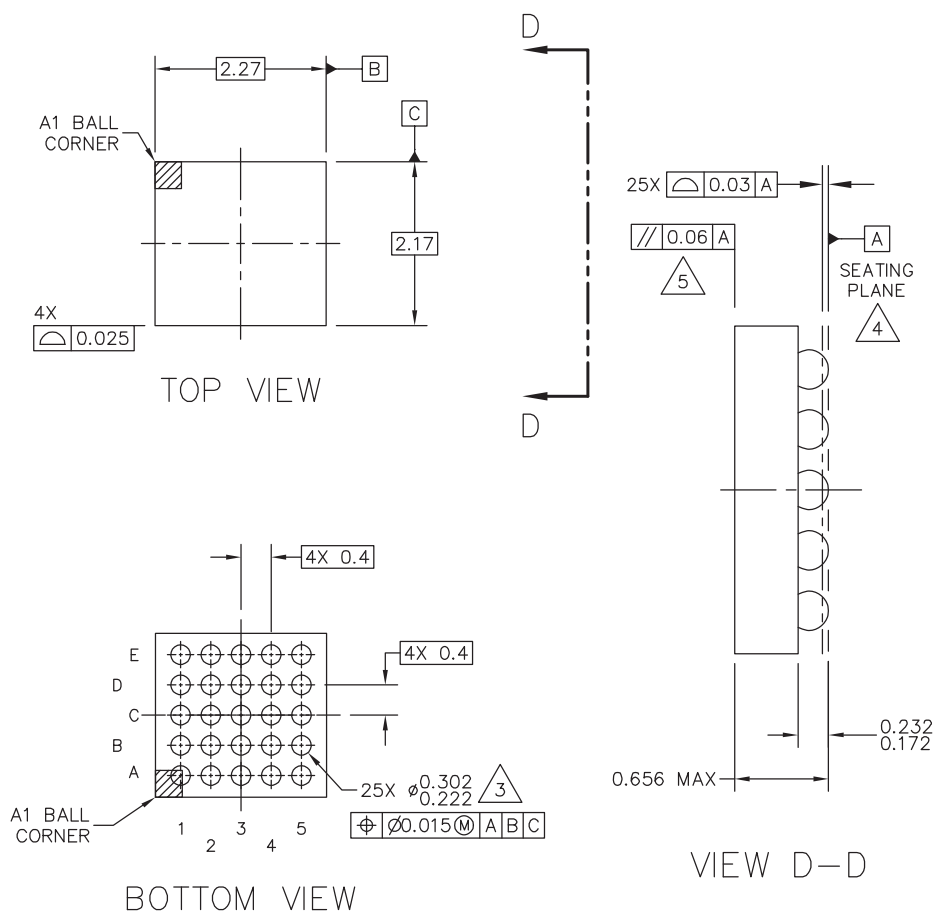 D
2.27
B
C
A1 BALL
CORNER
2.17
4X
⌓ 0.025
TOP VIEW
D
25X ⌓ 0.03 A
// 0.06 A
5
A
SEATING
PLANE
4
4X 0.4
E
D
C
B
A
4X 0.4
25X ⌀0.302
0.222
3
⌖ ⌀0.015 Ⓜ A B C
A1 BALL
CORNER
1
2
3
4
5
BOTTOM VIEW
0.232
0.172
0.656 MAX
VIEW D-D